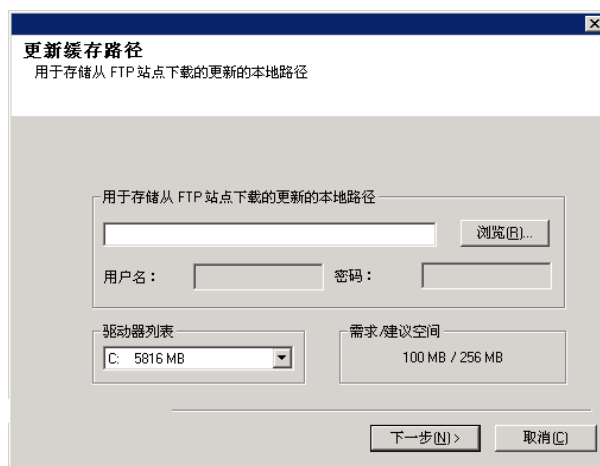 更新缓存路径
用于存储从 FTP 站点下载的更新的本地路径
用于存储从 FTP 站点下载的更新的本地路径
浏览(R)...
用户名：
密码：
驱动器列表
需求/建议空间
C: 5816 MB
100 MB / 256 MB
下一步(N) >
取消(C)